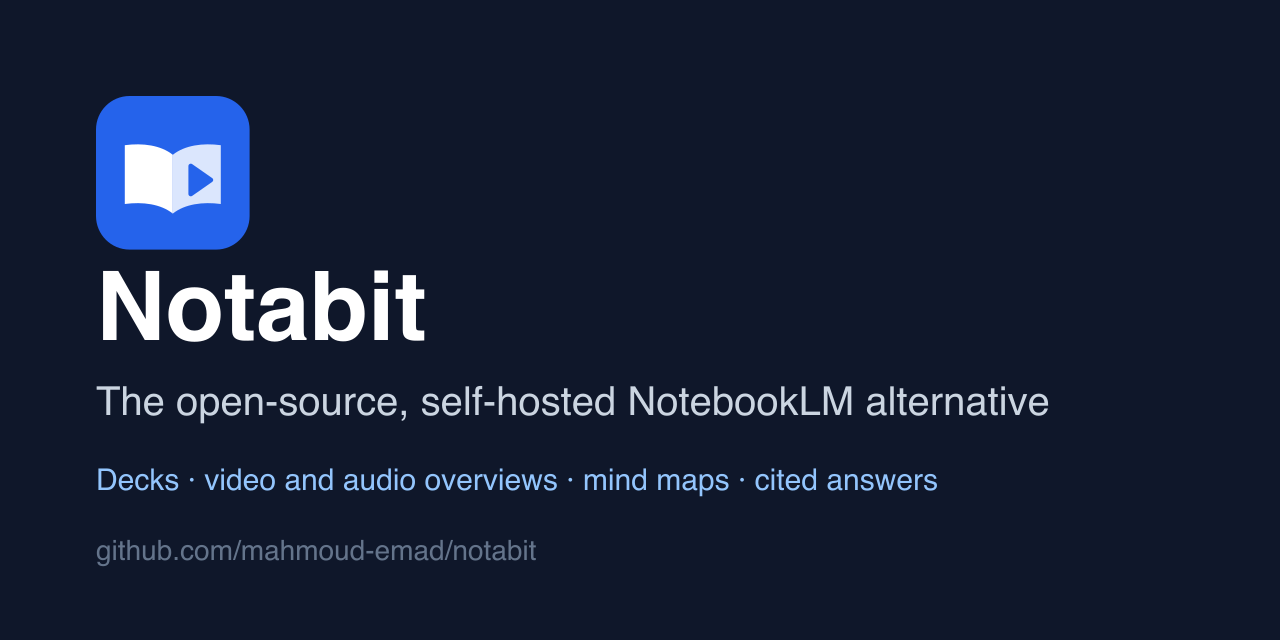 Notabit
The open-source, self-hosted NotebookLM alternative
Decks · video and audio overviews · mind maps · cited answers
github.com/mahmoud-emad/notabit